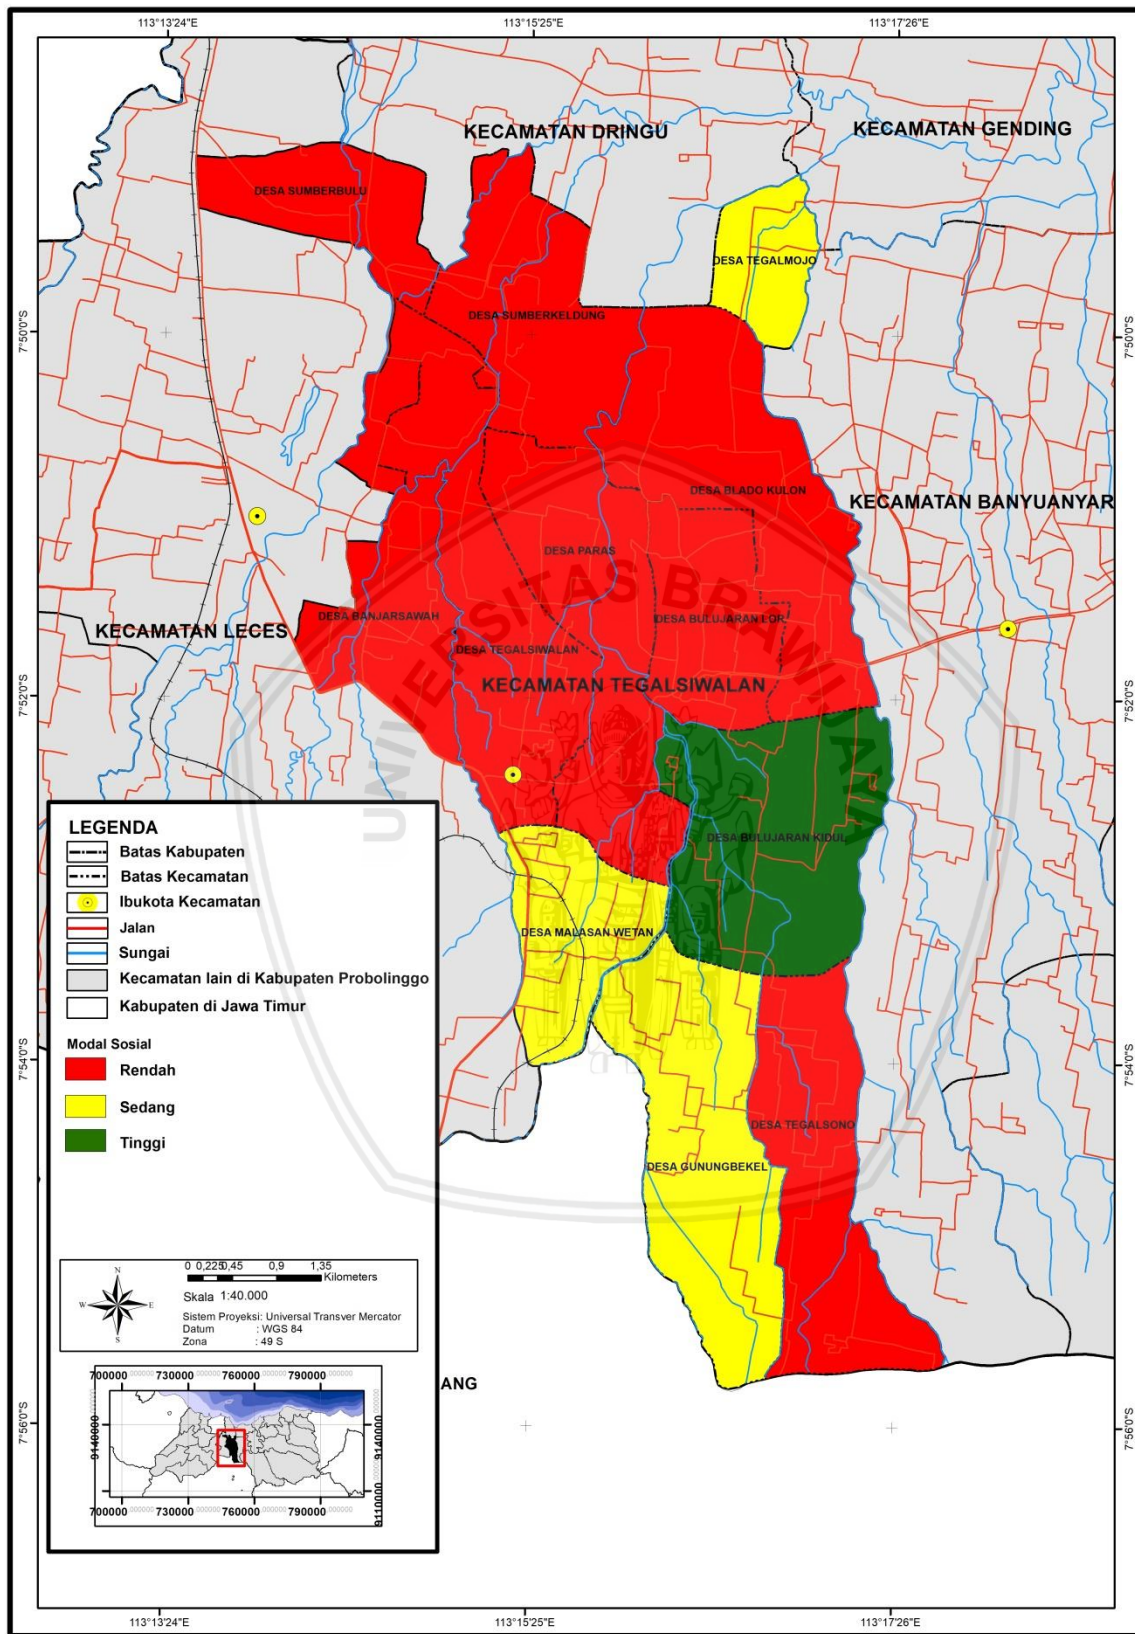 113°13'24"E 113°15'25"E 113°17'26"E
KECAMATAN DRINGU
KECAMATAN GENDING
DESA SUMBERBULU
DESA TEGALMOJO
DESA SUMBERKELDUNG
7°50'0"S 7°50'0"S
DESA BLADO KULON
KECAMATAN BANYUANYAR
DESA PARAS
DESA BANJARSAWAH
DESA BULUJARAN LOR
KECAMATAN LECES
DESA TEGALSIWALAN
KECAMATAN TEGALSIWALAN
7°52'0"S 7°52'0"S
UNIVERSITAS BRAWIJAYA
DESA BULUJARAN KIDUL
DESA MALASAN WETAN
7°54'0"S 7°54'0"S
DESA TEGALSONO
DESA GUNUNGBEKEL
ANG
7°56'0"S 7°56'0"S
LEGENDA
Batas Kabupaten
Batas Kecamatan
Ibukota Kecamatan
Jalan
Sungai
Kecamatan lain di Kabupaten Probolinggo
Kabupaten di Jawa Timur
Modal Sosial
Rendah
Sedang
Tinggi
N
W E
S
0 0,225 0,45 0,9 1,35
Kilometers
Skala 1:40.000
Sistem Proyeksi: Universal Transver Mercator
Datum : WGS 84
Zona : 49 S
700000 730000 760000 790000
9140000 9140000
9110000
700000 730000 760000 790000
113°13'24"E 113°15'25"E 113°17'26"E